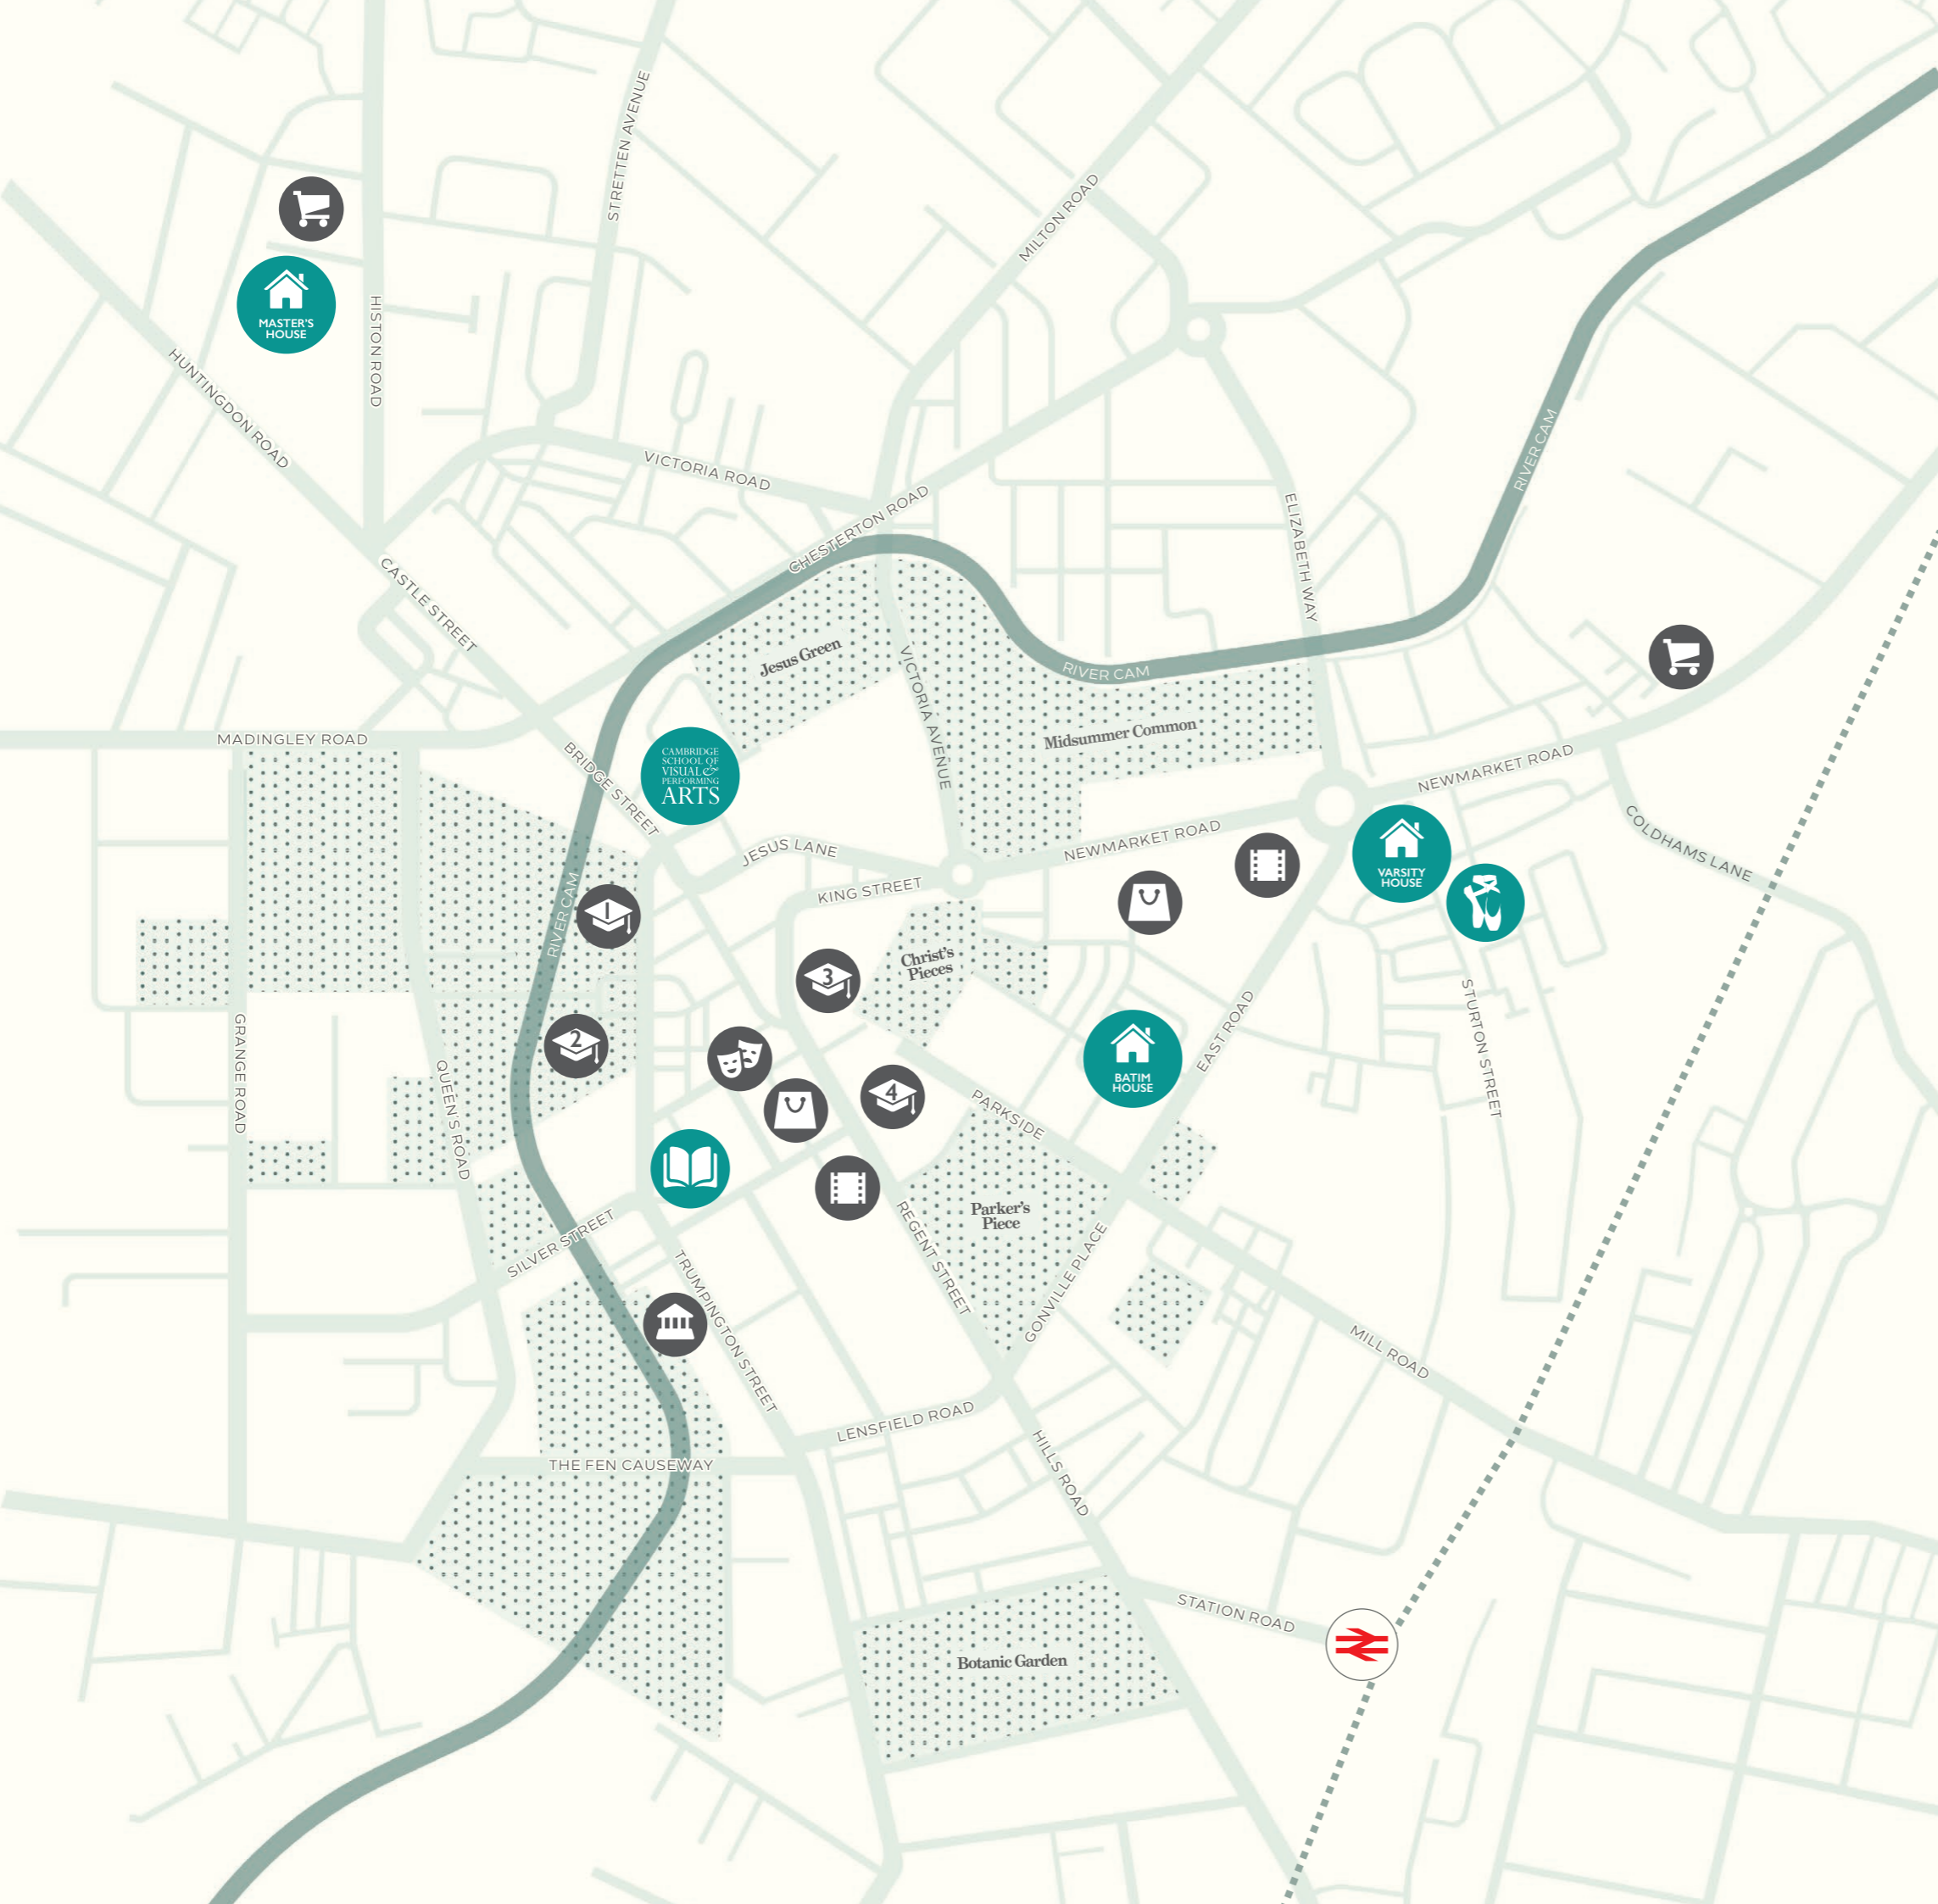 STRETTEN AVENUE
MILTON ROAD
MASTER'S
HOUSE
HISTON ROAD
HUNTINGDON ROAD
VICTORIA ROAD
CHESTERTON ROAD
RIVER CAM
ELIZABETH WAY
CASTLE STREET
Jesus Green
VICTORIA AVENUE
RIVER CAM
Midsummer Common
MADINGLEY ROAD
BRIDGE STREET
CAMBRIDGE
SCHOOL OF
VISUAL &
PERFORMING
ARTS
NEWMARKET ROAD
COLDHAMS LANE
JESUS LANE
NEWMARKET ROAD
KING STREET
VARSITY
HOUSE
RIVER CAM
1
Christ's
Pieces
3
2
GRANGE ROAD
QUEEN'S ROAD
STURTON STREET
EAST ROAD
BATIM
HOUSE
4
PARKSIDE
Parker's
Piece
SILVER STREET
REGENT STREET
GONVILLE PLACE
TRUMPINGTON STREET
MILL ROAD
LENSFIELD ROAD
HILLS ROAD
THE FEN CAUSEWAY
STATION ROAD
Botanic Garden